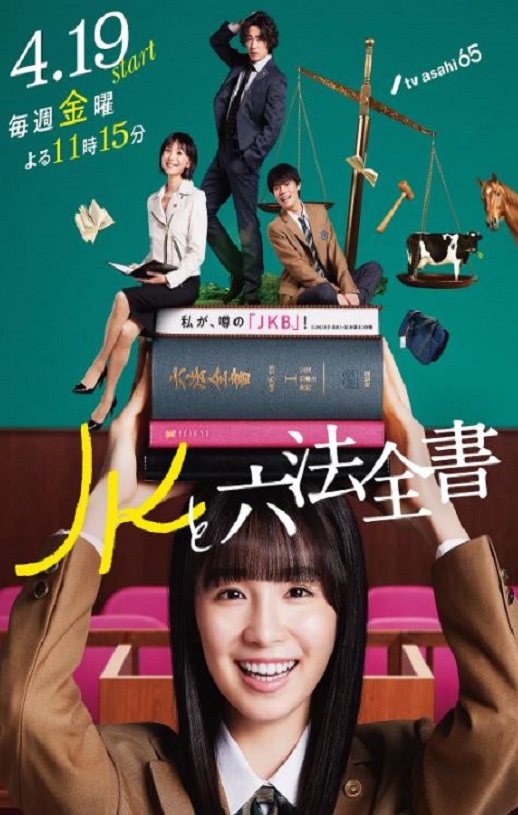 4.19
start
毎週金曜
よる11時15分
tv asahi 65
私が、噂の「JKB」!
六法全書
I
JKと六法全書